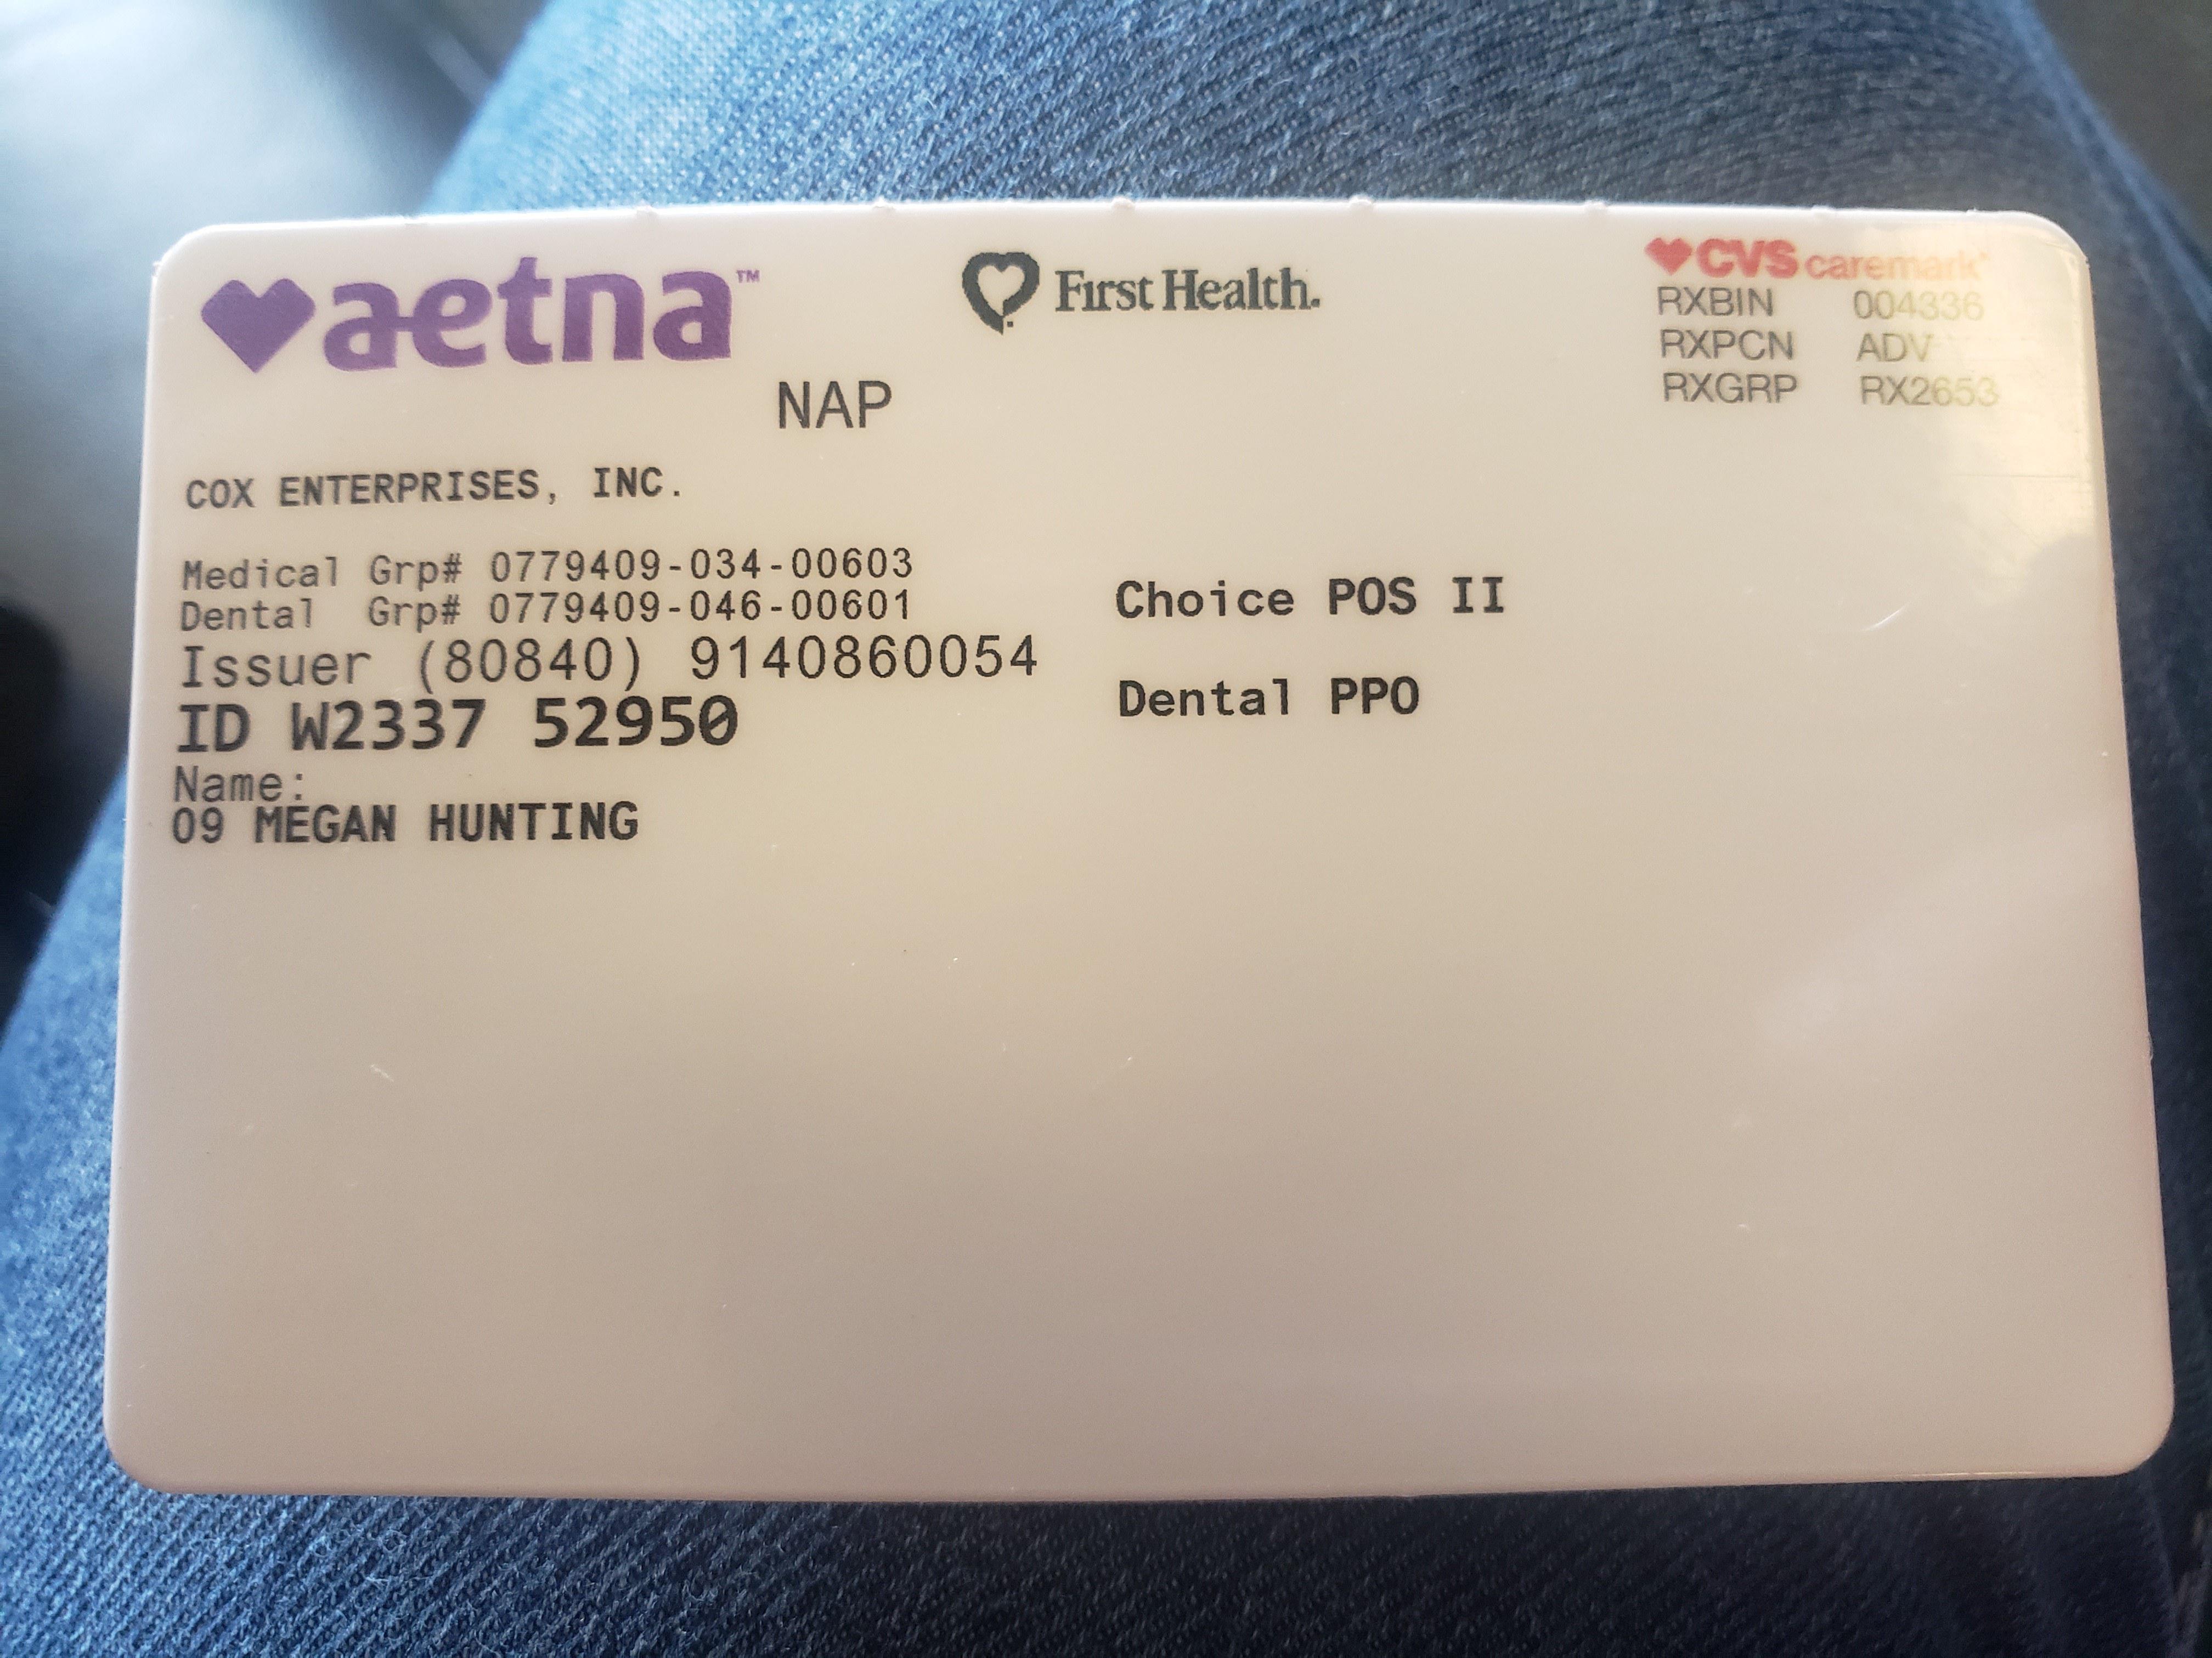 aetna™
First Health.
CVS caremark®
RXBIN 004336
RXPCN ADV
RXGRP RX2653
NAP
COX ENTERPRISES, INC.
Medical Grp# 0779409-034-00603
Dental Grp# 0779409-046-00601
Issuer (80840) 9140860054
ID W2337 52950
Name:
09 MEGAN HUNTING
Choice POS II
Dental PPO